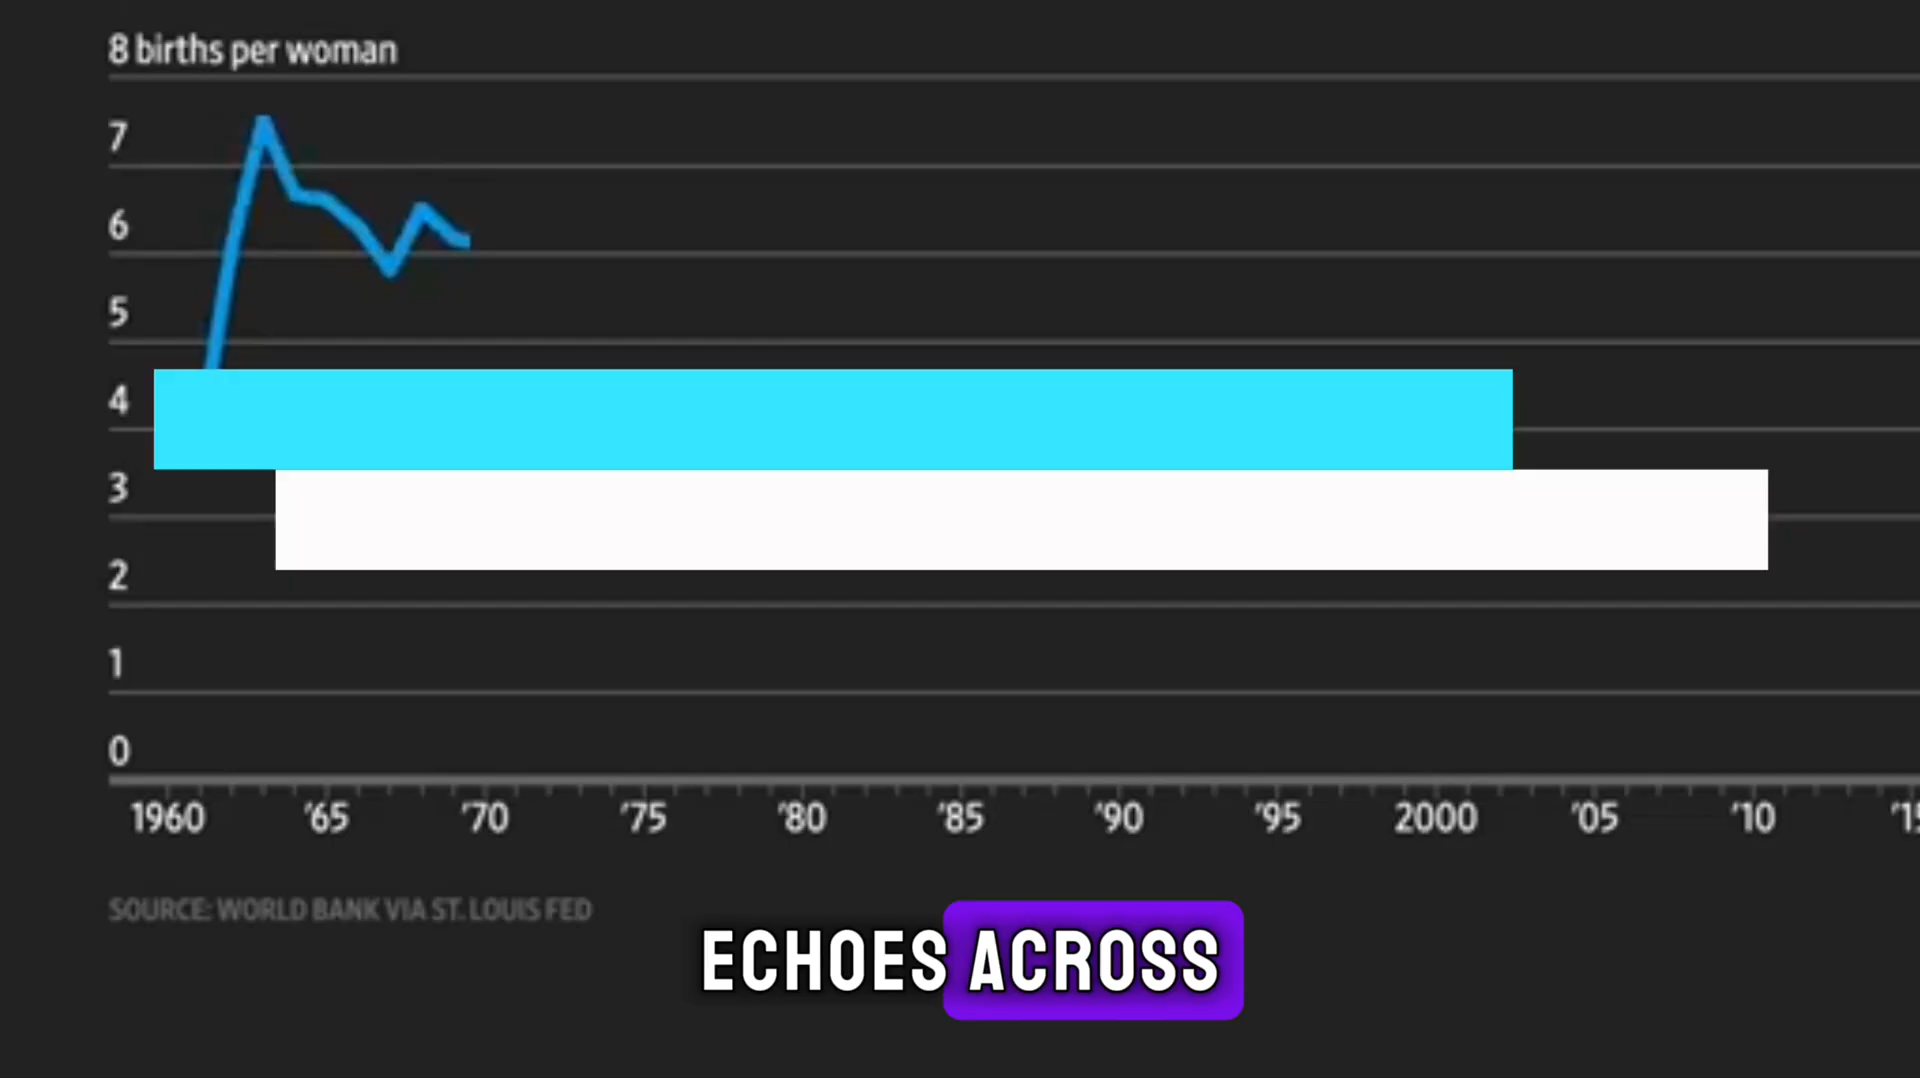 8 births per woman
7
6
5
4
3
2
1
0
1960 '65 '70 '75 '80 '85 '90 '95 2000 '05 '10
SOURCE: WORLD BANK VIA ST. LOUIS FED
ECHOES ACROSS